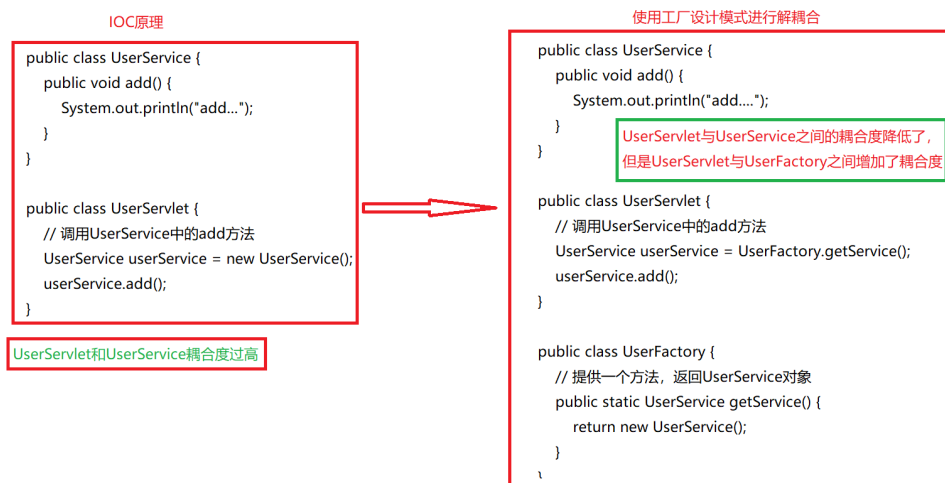 IOC原理
public class UserService {
public void add() {
System.out.println("add...");
}
}
public class UserServlet {
// 调用UserService中的add方法
UserService userService = new UserService();
userService.add();
}
UserServlet和UserService耦合度过高
使用工厂设计模式进行解耦合
public class UserService {
public void add() {
System.out.println("add....");
}
}
UserServlet与UserService之间的耦合度降低了,
但是UserServlet与UserFactory之间增加了耦合度
public class UserServlet {
// 调用UserService中的add方法
UserService userService = UserFactory.getService();
userService.add();
}
public class UserFactory {
// 提供一个方法，返回UserService对象
public static UserService getService() {
return new UserService();
}
}